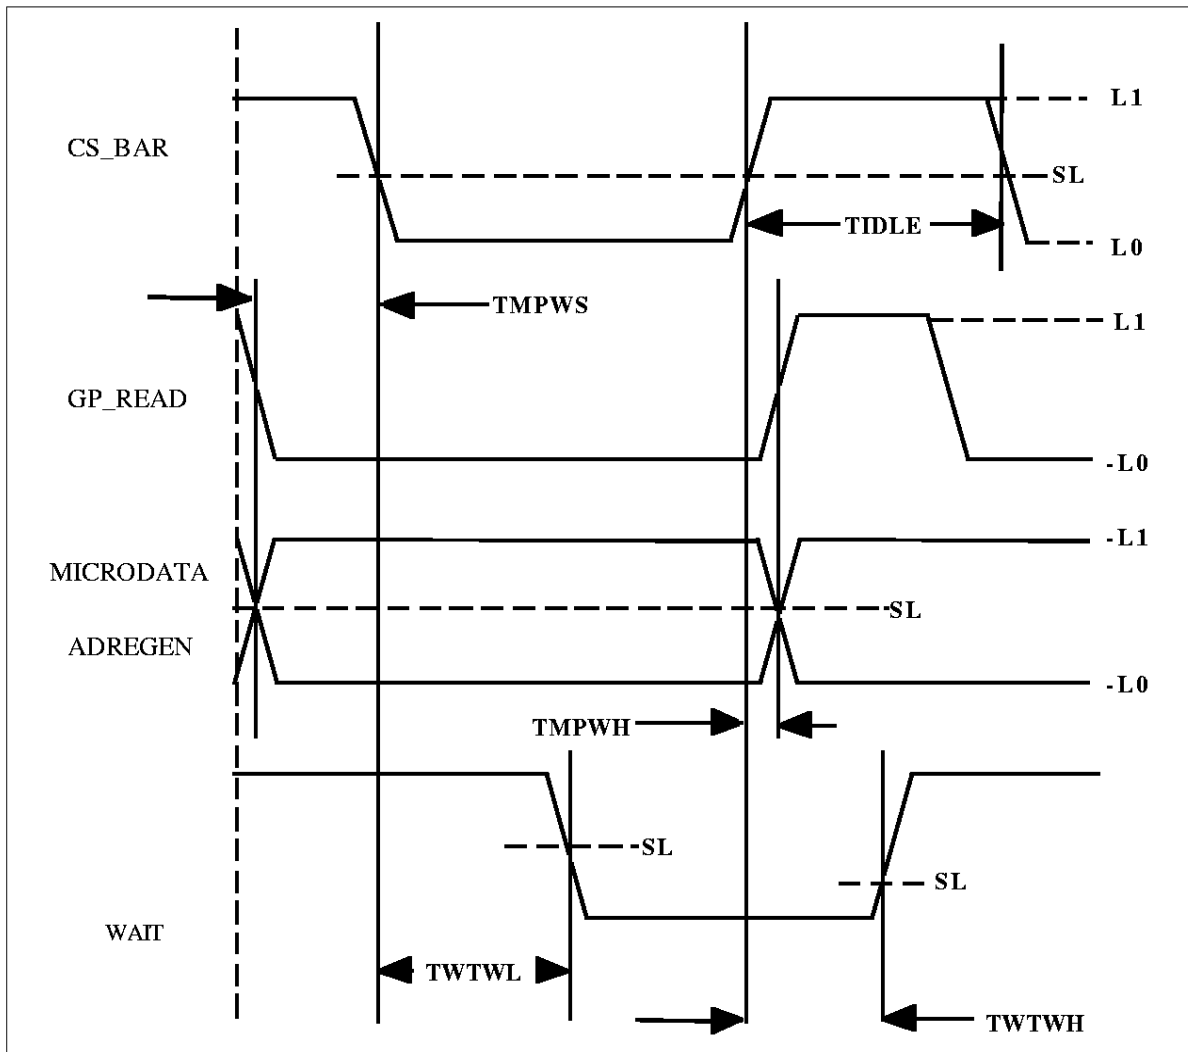 L1
CS_BAR
SL
TIDLE
L0
TMPWS
L1
GP_READ
-L0
-L1
MICRODATA
SL
ADREGEN
-L0
TMPWH
SL
SL
WAIT
TWTWL
TWTWH